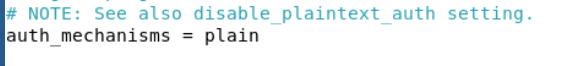 # NOTE: See also disable_plaintext_auth setting.
auth_mechanisms = plain